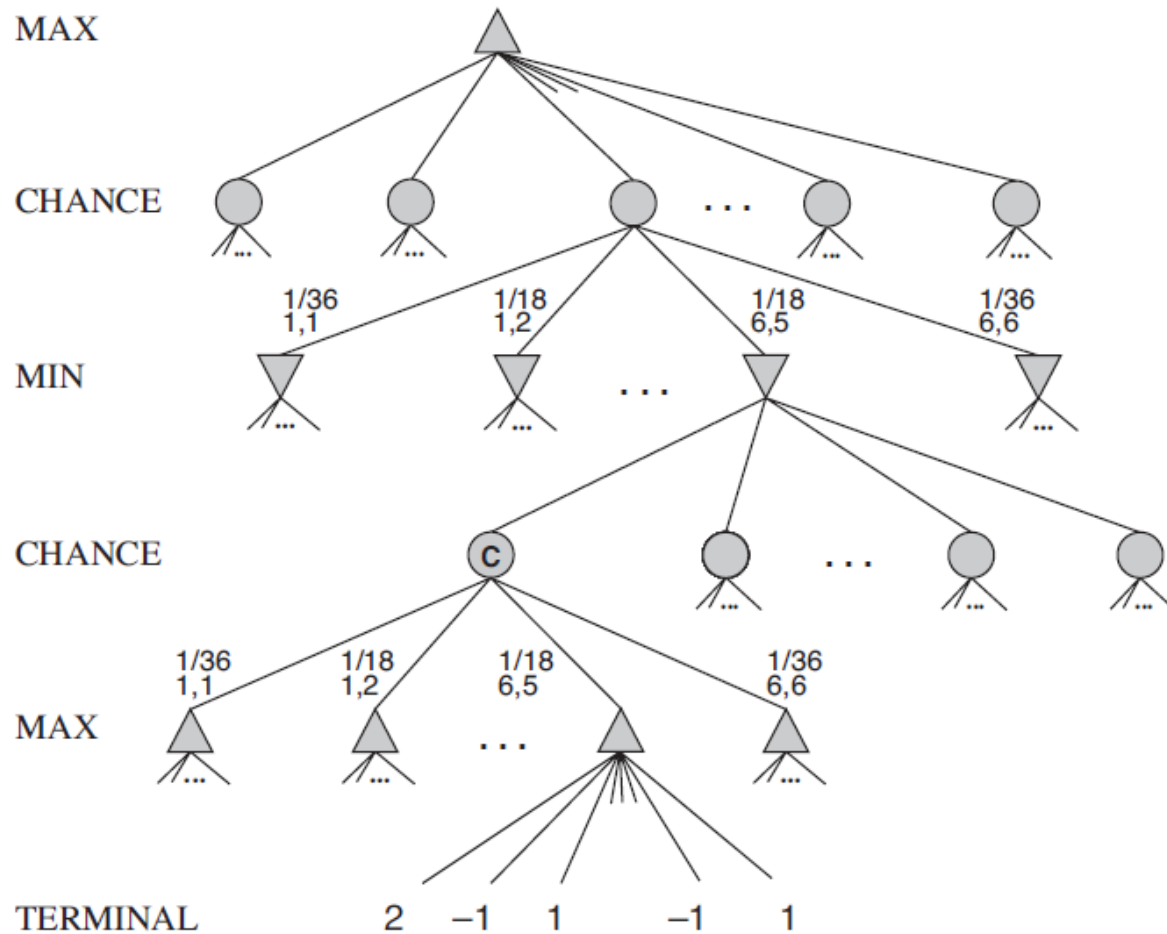 MAX
CHANCE ...
... ... ... ...
1/36 1/18 1/18 1/36
1,1 1,2 6,5 6,6
MIN ...
... ... ...
CHANCE C ...
... ... ...
1/36 1/18 1/18 1/36
1,1 1,2 6,5 6,6
MAX ...
... ... ...
TERMINAL 2 –1 1 –1 1